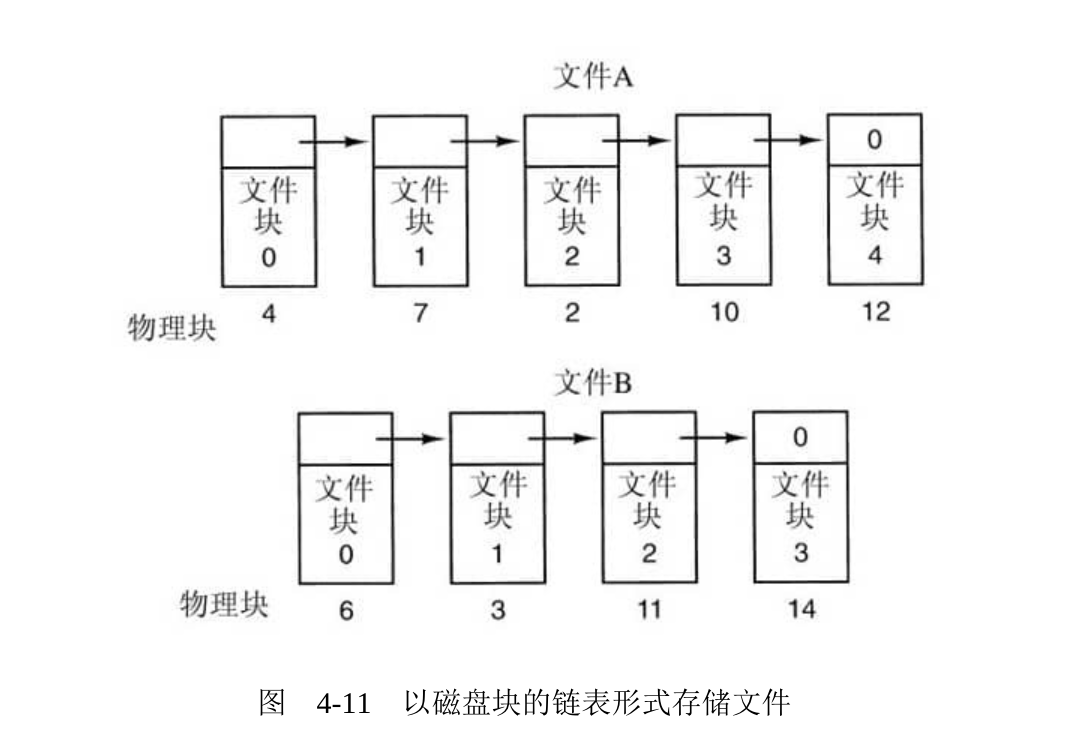 文件A
0
文件 文件 文件 文件 文件
块 块 块 块 块
0 1 2 3 4
物理块 4 7 2 10 12
文件B
0
文件 文件 文件 文件
块 块 块 块
0 1 2 3
物理块 6 3 11 14
图 4-11 以磁盘块的链表形式存储文件